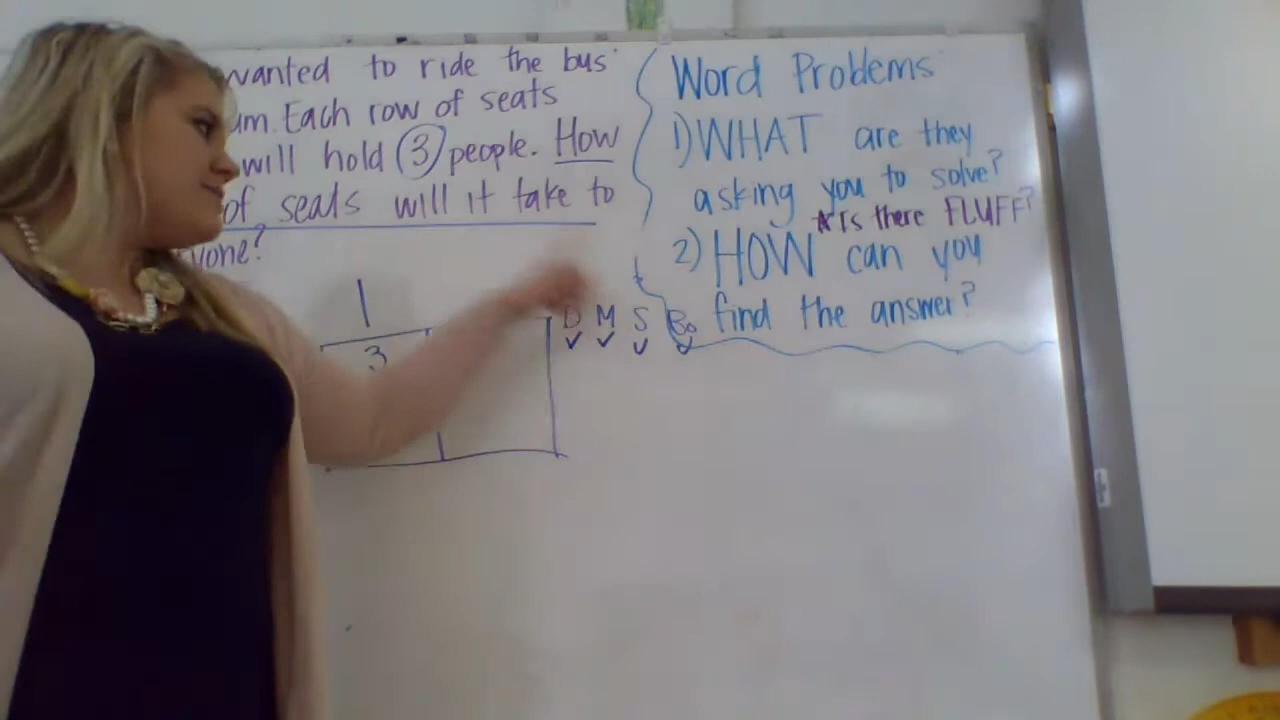 wanted to ride the bus
um. Each row of seats
will hold 3 people. How
of seats will it take to
yone?
1
3
D M S Bo
Word Problems
1) WHAT are they
asking you to solve?
*Is there FLUFF?
2) HOW can you
find the answer?